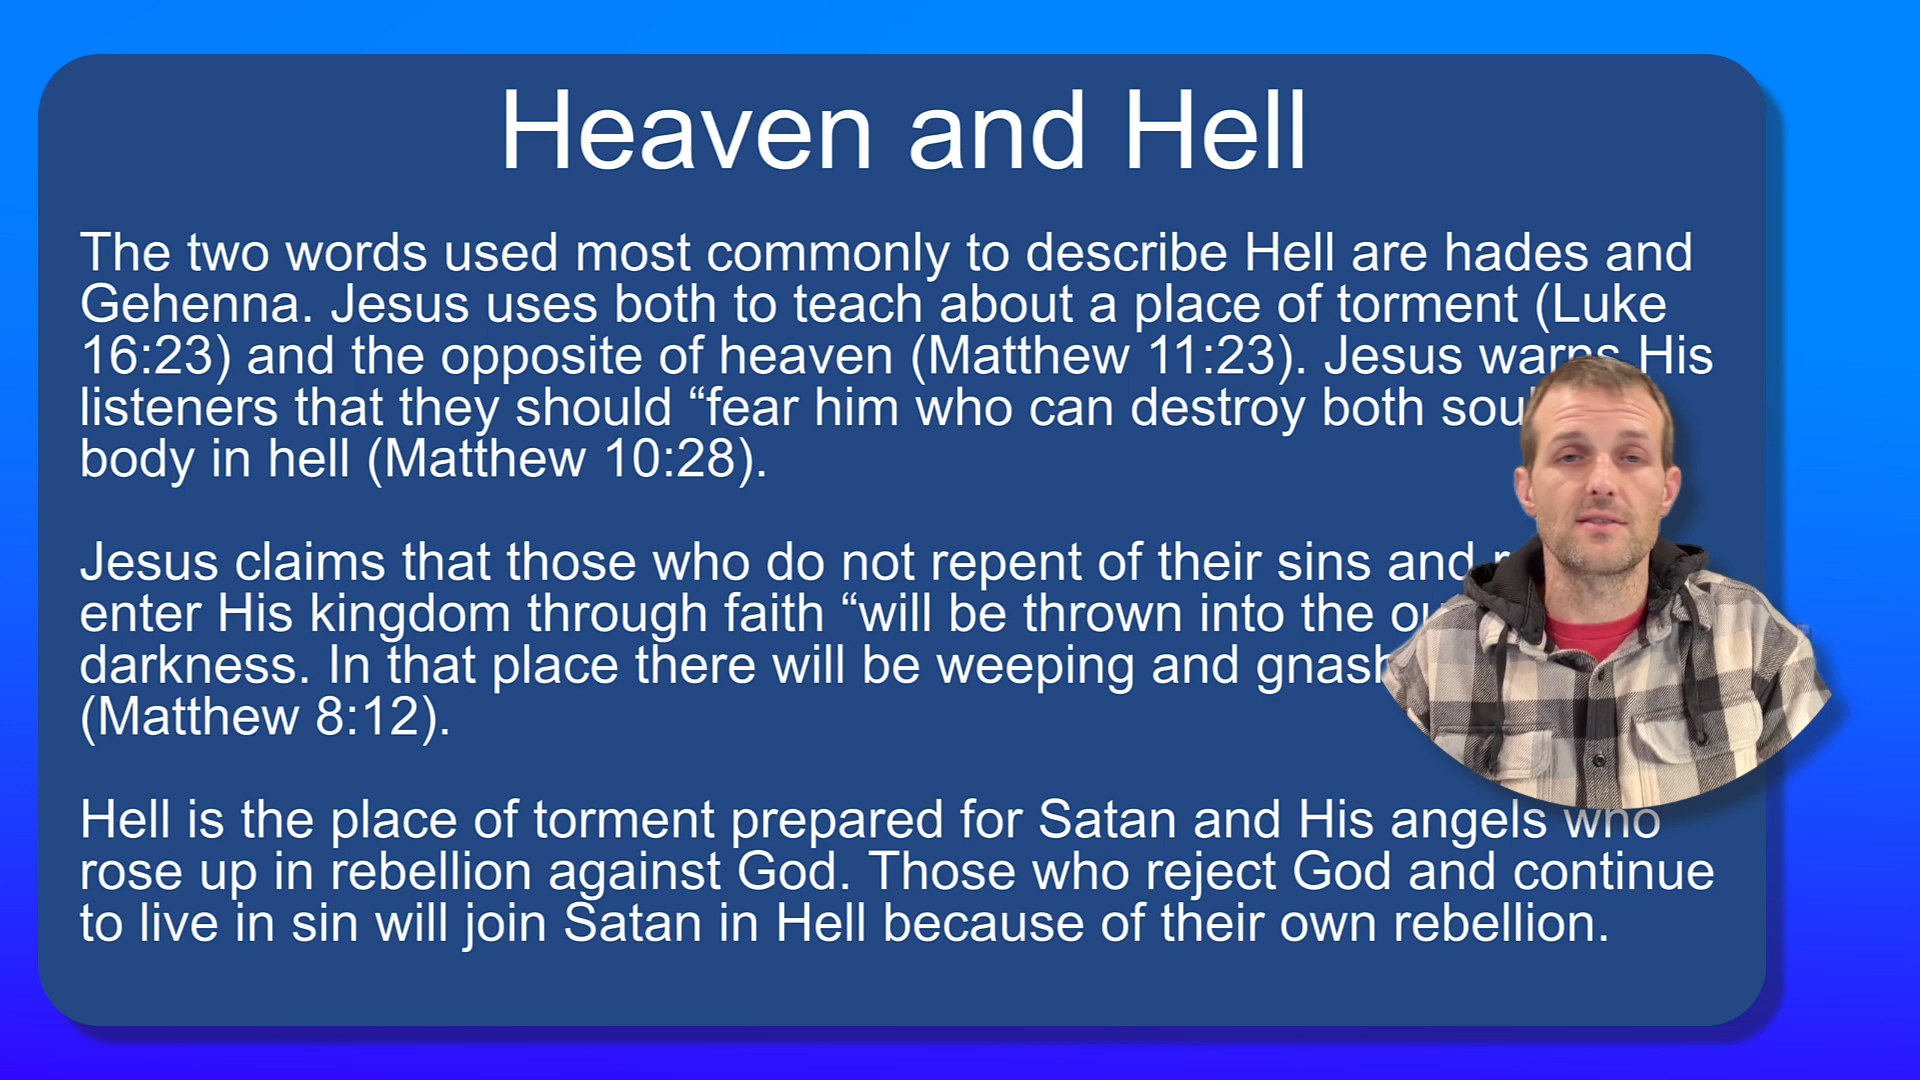 Heaven and Hell
The two words used most commonly to describe Hell are hades and
Gehenna. Jesus uses both to teach about a place of torment (Luke
16:23) and the opposite of heaven (Matthew 11:23). Jesus warns His
listeners that they should “fear him who can destroy both
body in hell (Matthew 10:28).
Jesus claims that those who do not repent of their sins and
enter His kingdom through faith “will be thrown into the
darkness. In that place there will be weeping and
(Matthew 8:12).
Hell is the place of torment prepared for Satan and His angels who
rose up in rebellion against God. Those who reject God and continue
to live in sin will join Satan in Hell because of their own rebellion.